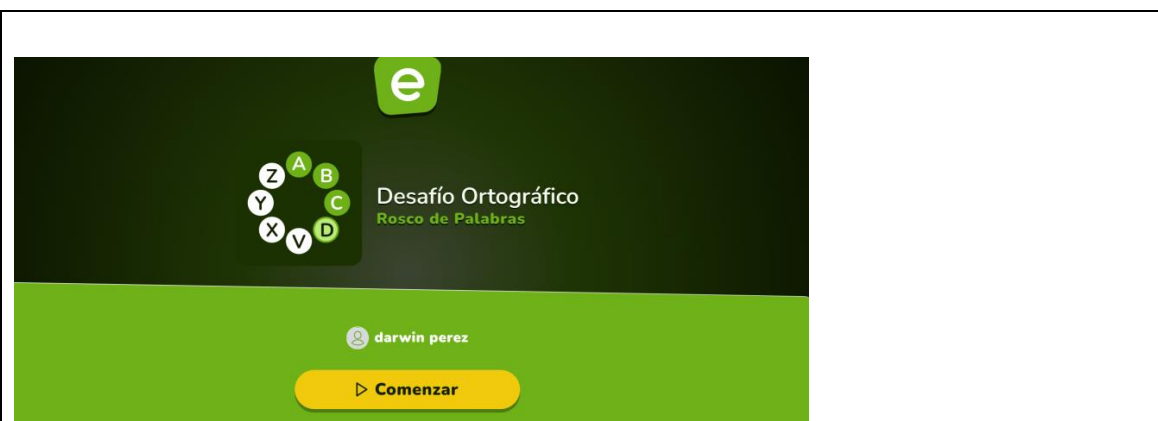 e
Z A B
Y C
X V D
Desafío Ortográfico
Rosco de Palabras
darwin perez
Comenzar